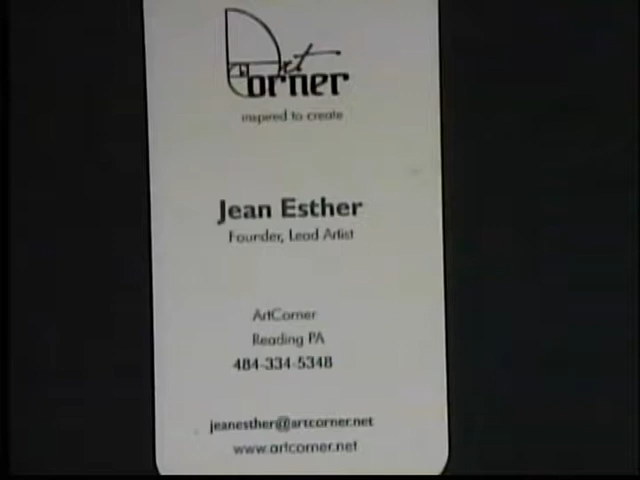 Art
Corner
inspired to create
Jean Esther
Founder, Lead Artist
ArtCorner
Reading PA
484-334-5348
jeanesther@artcorner.net
www.artcorner.net